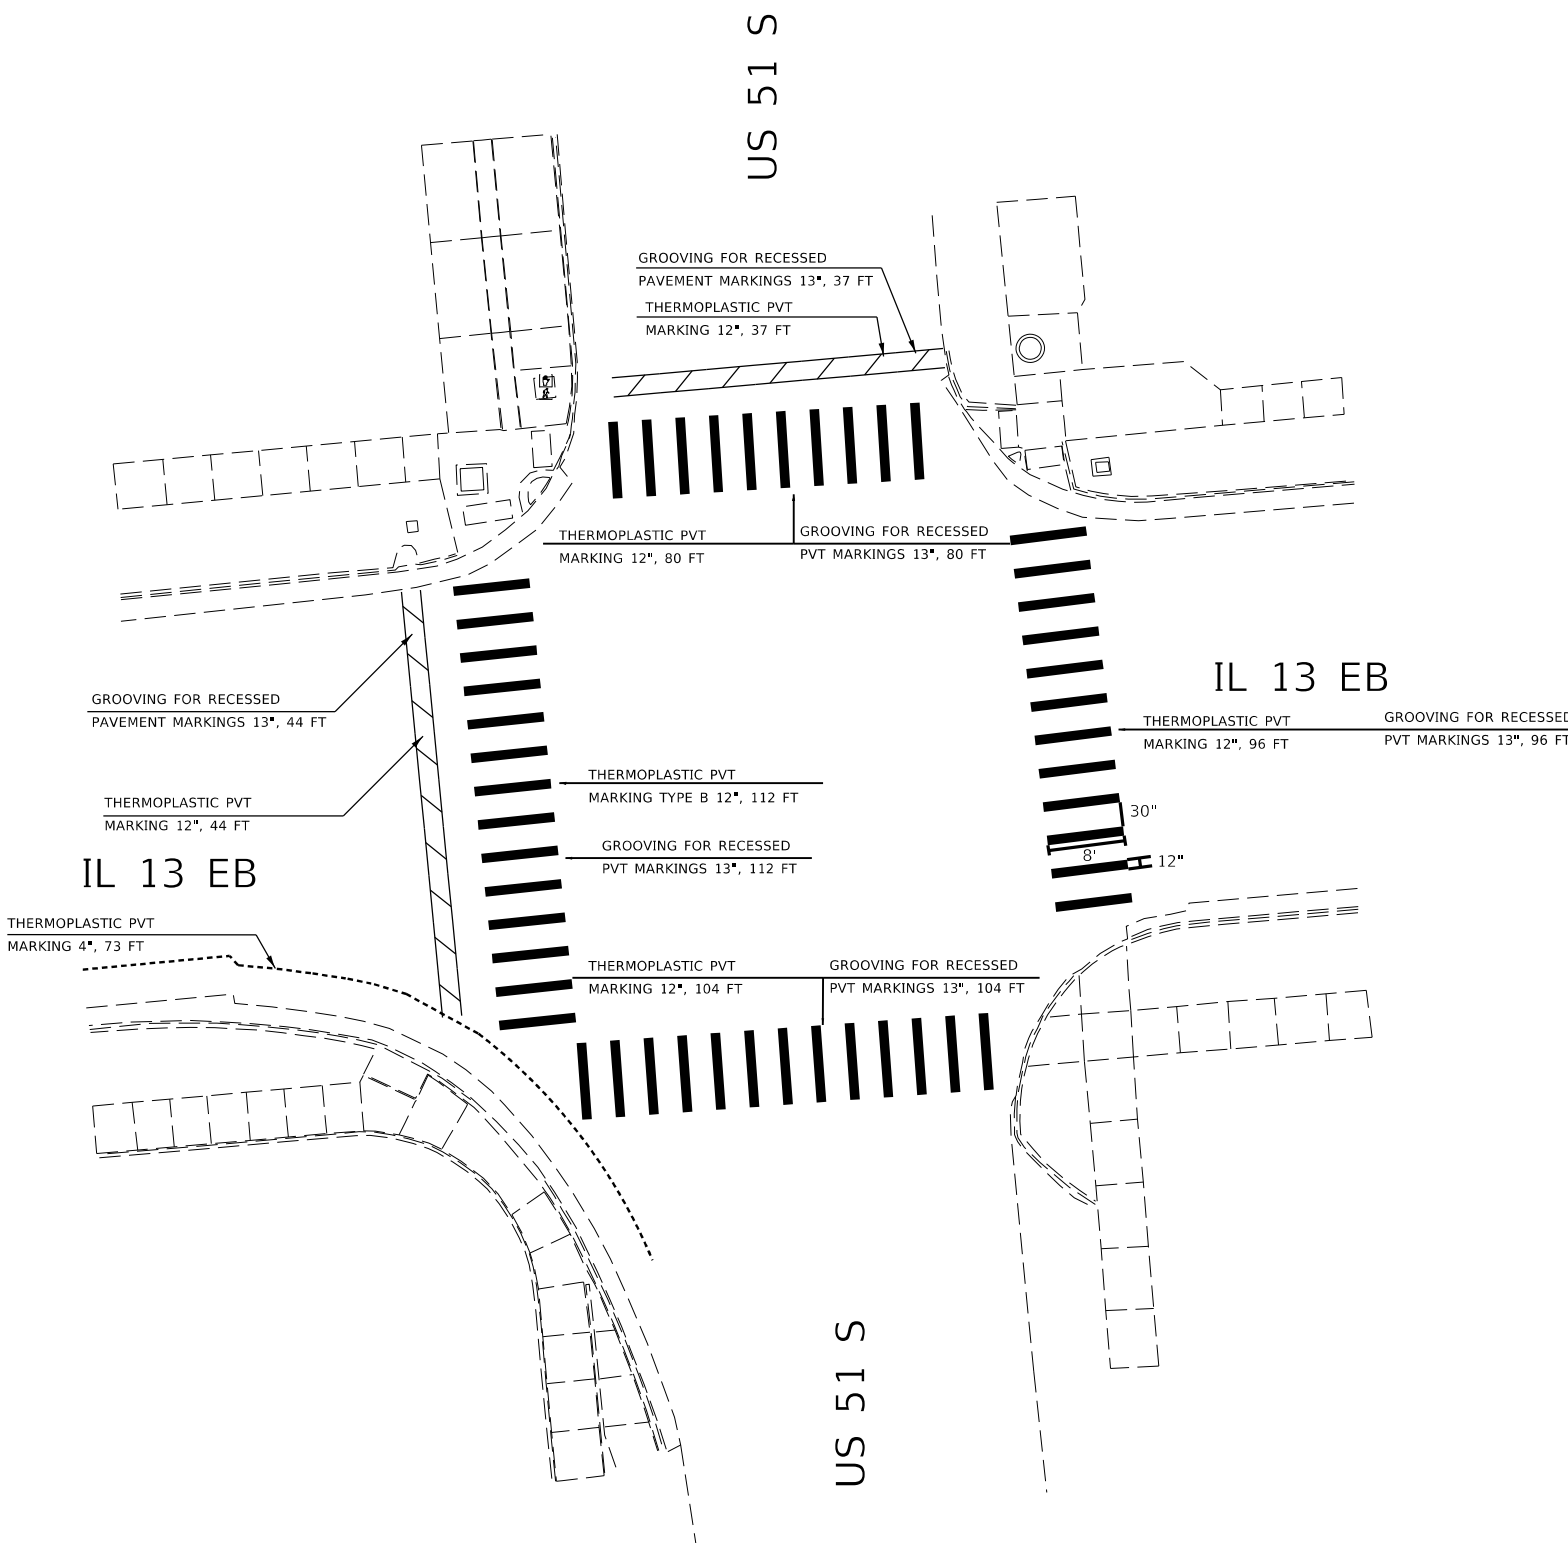 US 51 S
GROOVING FOR RECESSED
PAVEMENT MARKINGS 13", 37 FT
THERMOPLASTIC PVT
MARKING 12", 37 FT
THERMOPLASTIC PVT
MARKING 12", 80 FT
GROOVING FOR RECESSED
PVT MARKINGS 13", 80 FT
GROOVING FOR RECESSED
PAVEMENT MARKINGS 13", 44 FT
IL 13 EB
THERMOPLASTIC PVT
MARKING 12", 96 FT
GROOVING FOR RECESSED
PVT MARKINGS 13", 96 FT
THERMOPLASTIC PVT
MARKING TYPE B 12", 112 FT
THERMOPLASTIC PVT
MARKING 12", 44 FT
30"
GROOVING FOR RECESSED
PVT MARKINGS 13", 112 FT
8'
12"
IL 13 EB
THERMOPLASTIC PVT
MARKING 4", 73 FT
THERMOPLASTIC PVT
MARKING 12", 104 FT
GROOVING FOR RECESSED
PVT MARKINGS 13", 104 FT
US 51 S